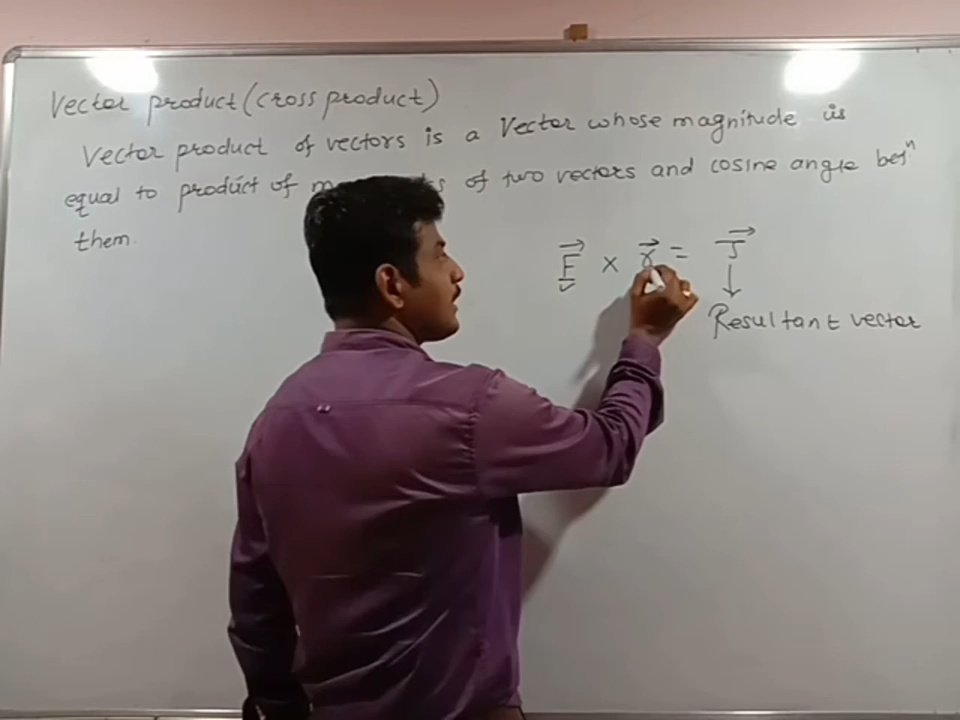 Vector product (cross product)
Vector product of vectors is a Vector whose magnitude is
equal to product of of two vectors and cosine angle betⁿ
them.
F × r = J
Resultant vector